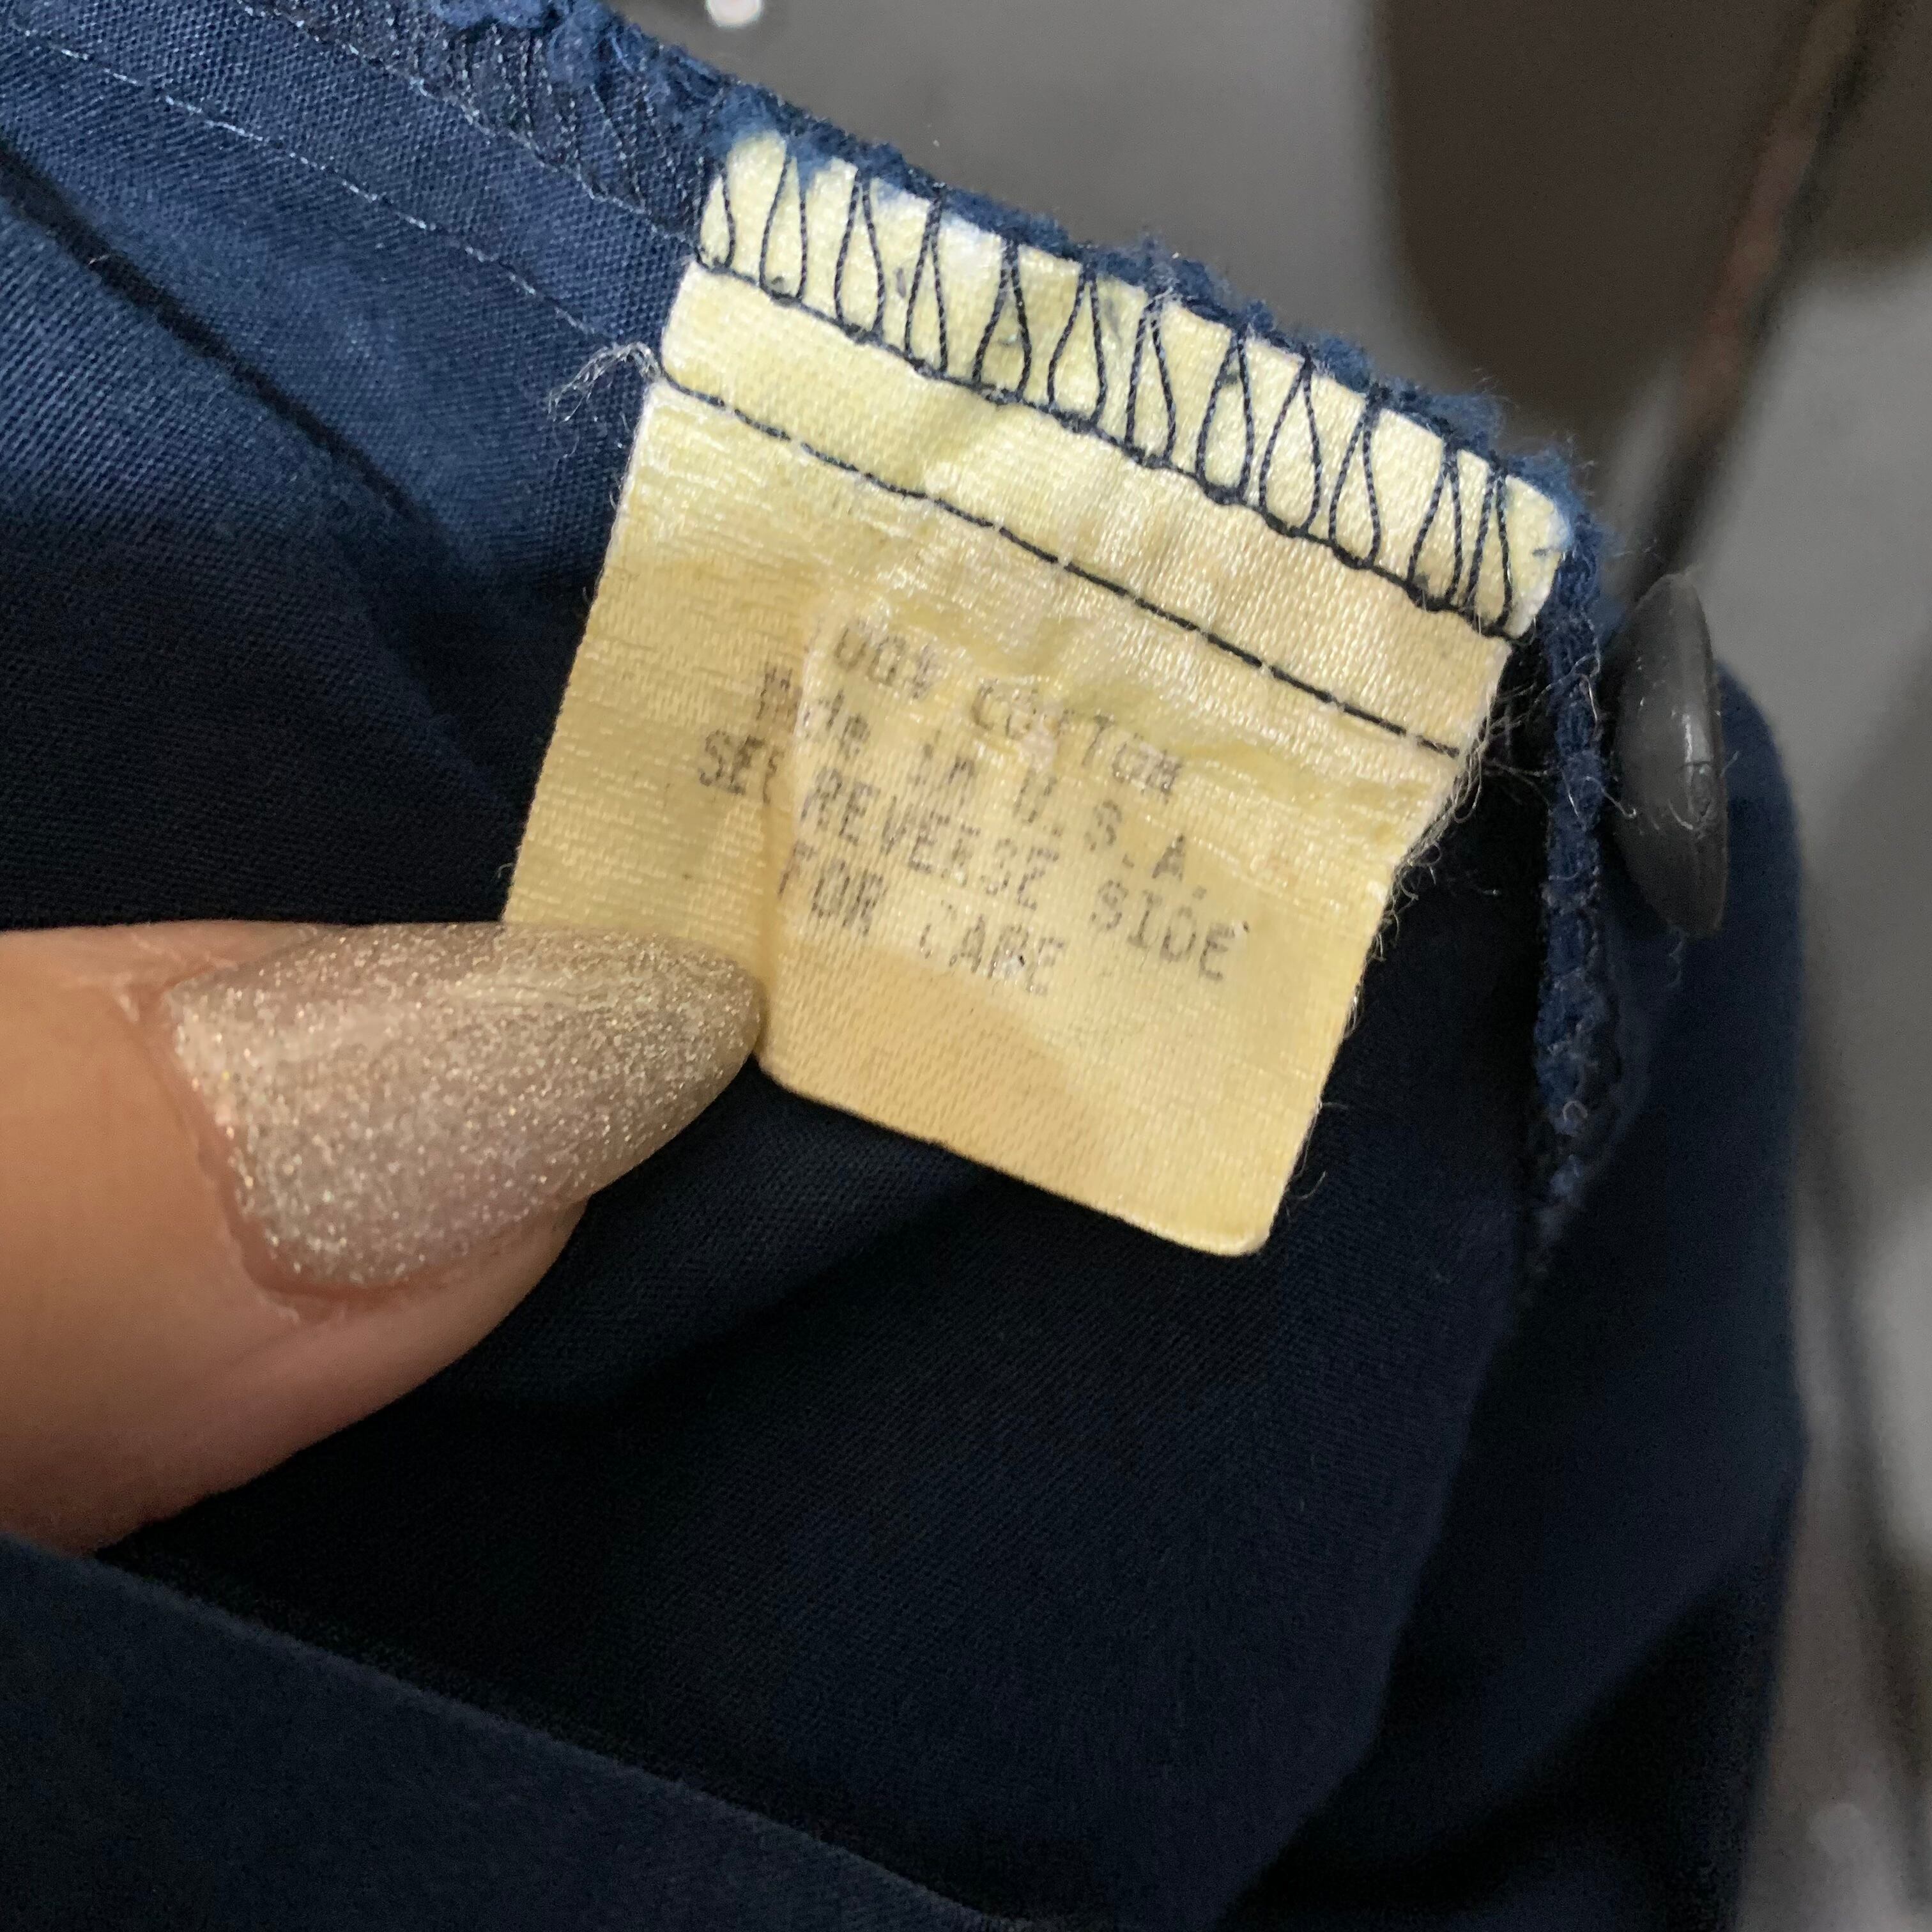 100% COTTON
Made in U.S.A.
SEE REVERSE SIDE
FOR CARE